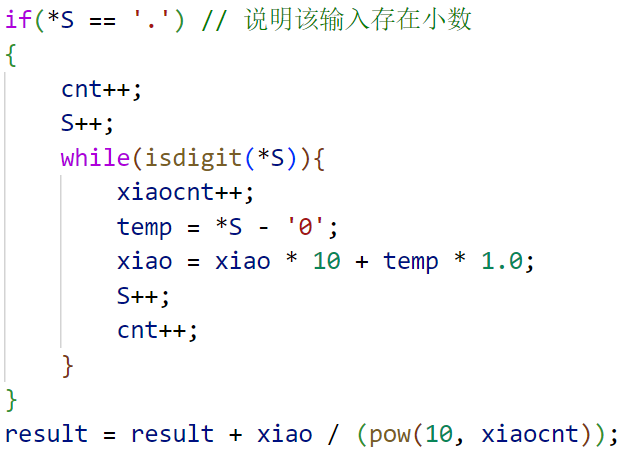 if(*S == '.') // 说明该输入存在小数
{
    cnt++;
    S++;
    while(isdigit(*S)){
        xiaocnt++;
        temp = *S - '0';
        xiao = xiao * 10 + temp * 1.0;
        S++;
        cnt++;
    }
}
result = result + xiao / (pow(10, xiaocnt));